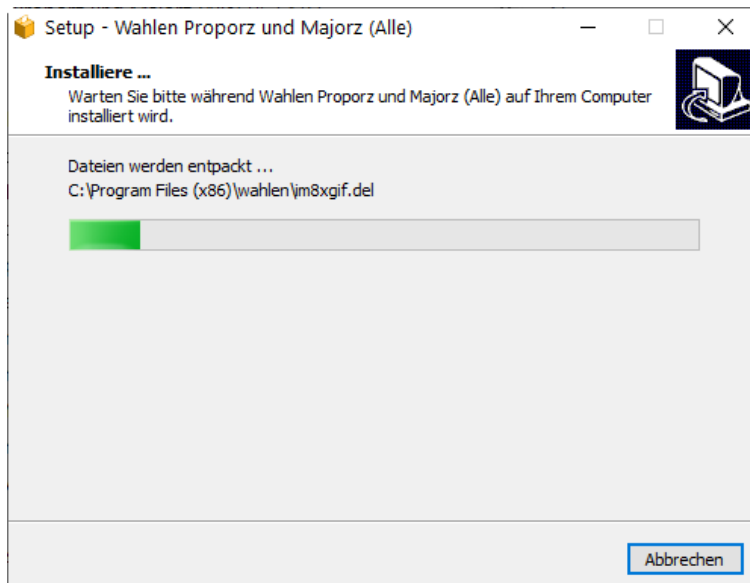 Setup - Wahlen Proporz und Majorz (Alle)
Installiere ...
Warten Sie bitte während Wahlen Proporz und Majorz (Alle) auf Ihrem Computer
installiert wird.
Dateien werden entpackt ...
C:\Program Files (x86)\wahlen\im8xgif.del
Abbrechen